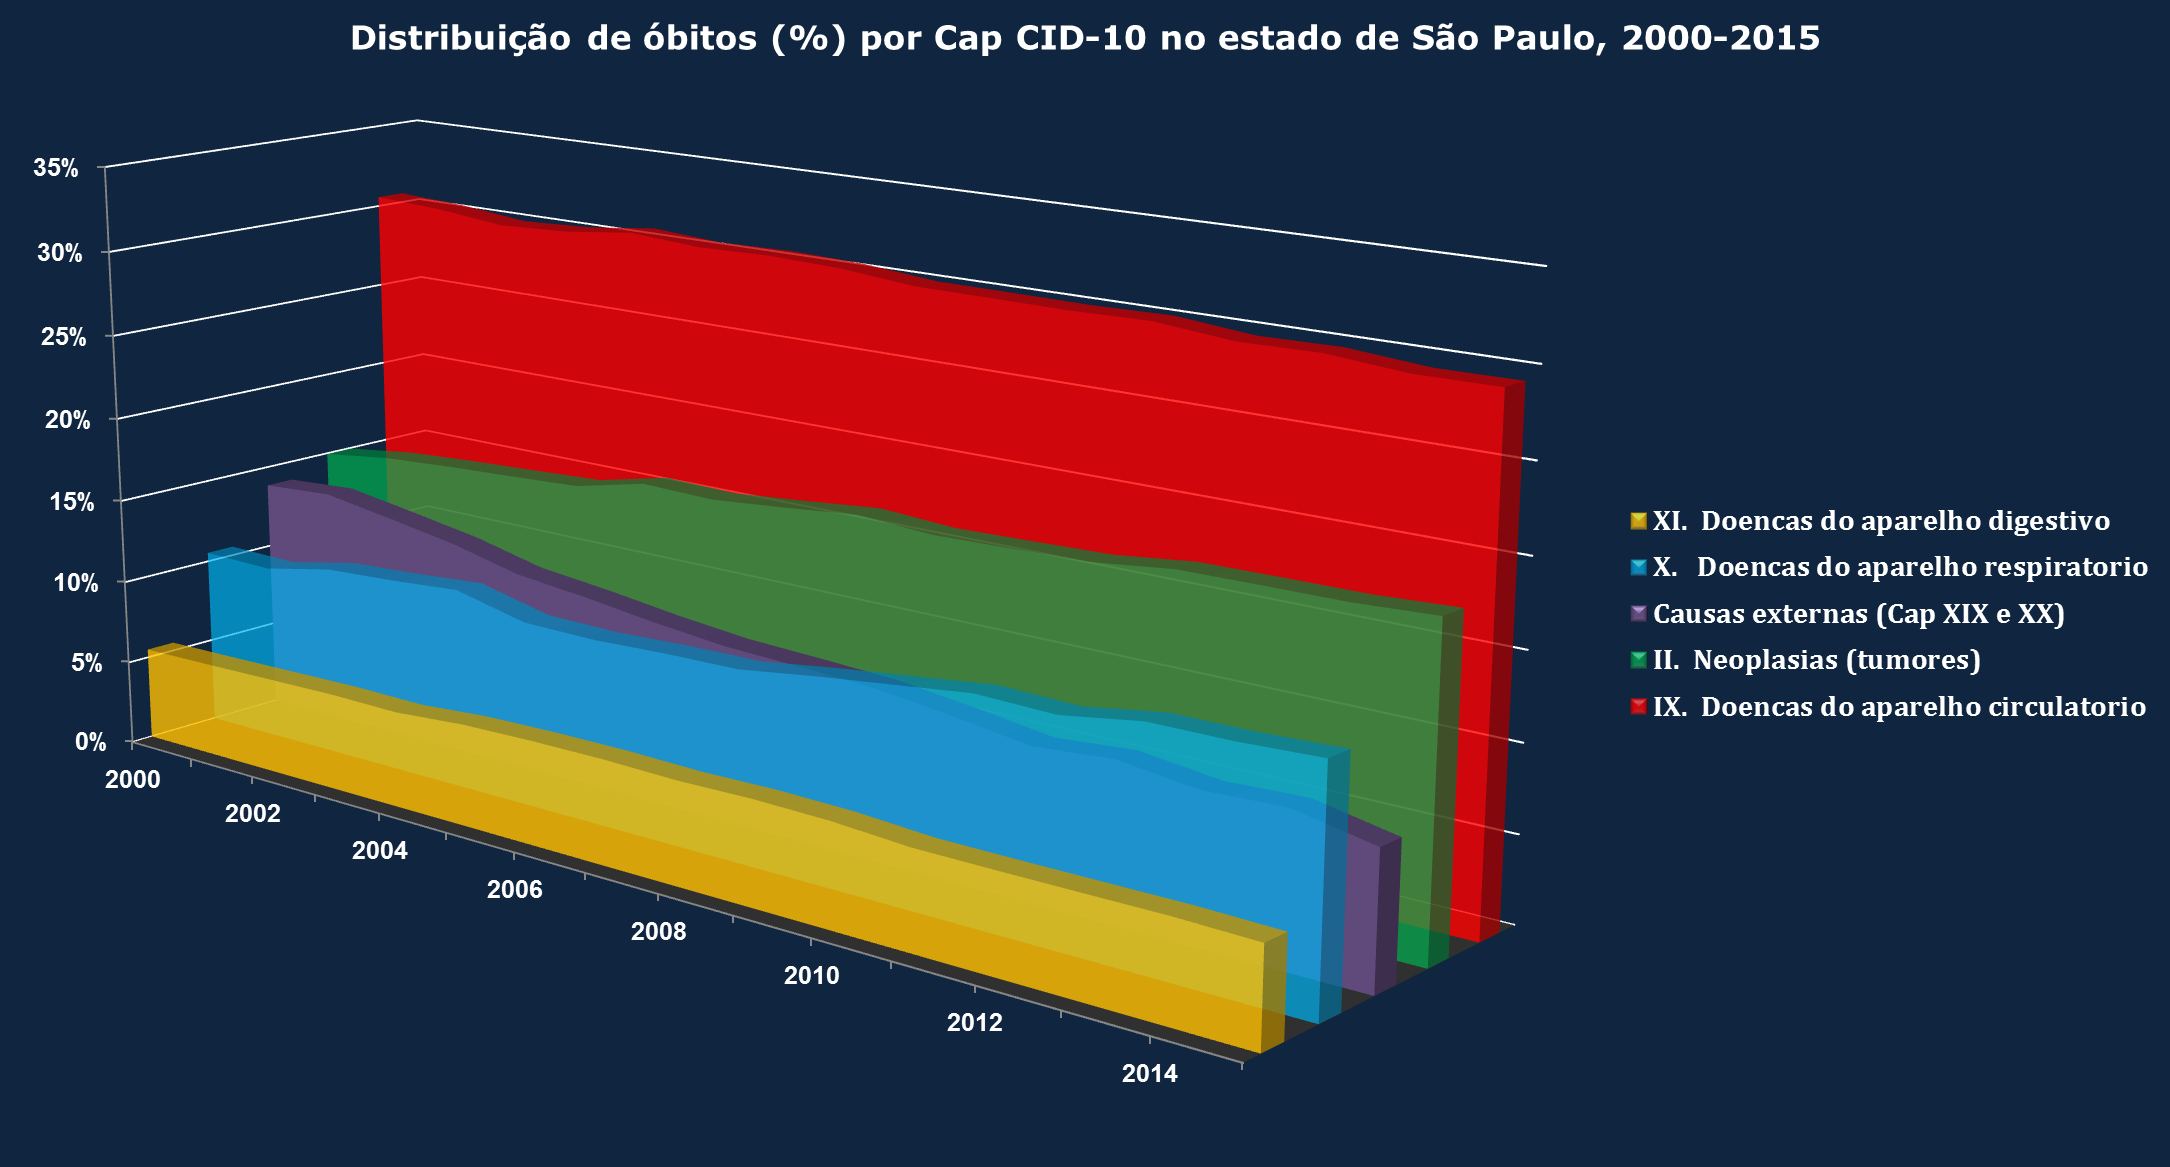 Distribuição de óbitos (%) por Cap CID-10 no estado de São Paulo, 2000-2015
35%
30%
25%
20%
15%
10%
5%
0%
2000
2002
2004
2006
2008
2010
2012
2014
XI. Doencas do aparelho digestivo
X. Doencas do aparelho respiratorio
Causas externas (Cap XIX e XX)
II. Neoplasias (tumores)
IX. Doencas do aparelho circulatorio